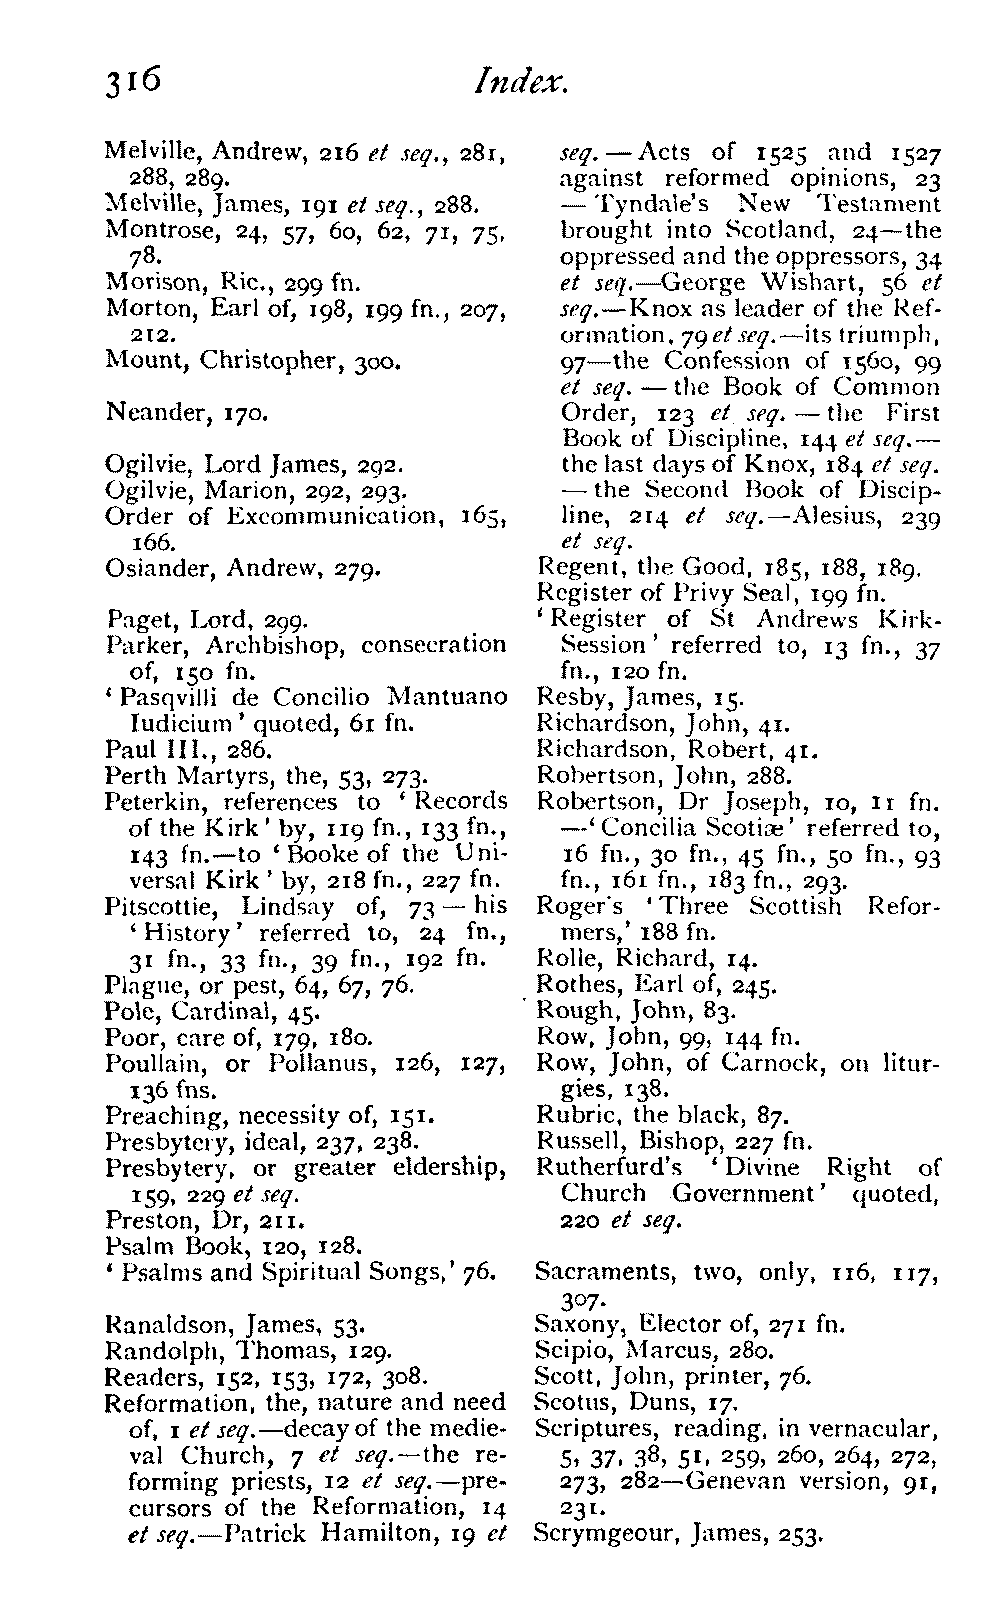 316 Index.
Melville, Andrew, 216 et seq., 281,
288, 289.
Melville, James, 191 et seq., 288.
Montrose, 24, 57, 60, 62, 71, 75,
78.
Morison, Ric., 299 fn.
Morton, Earl of, 198, 199 fn., 207,
212.
Mount, Christopher, 300.
Neander, 170.
Ogilvie, Lord James, 292.
Ogilvie, Marion, 292, 293.
Order of Excommunication, 165,
166.
Osiander, Andrew, 279.
Paget, Lord, 299.
Parker, Archbishop, consecration
of, 150 fn.
‘Pasqvilli de Concilio Mantuano
Iudicium’ quoted, 61 fn.
Paul III., 286.
Perth Martyrs, the, 53, 273.
Peterkin, references to ‘Records
of the Kirk’ by, 119 fn., 133 fn.,
143 fn.—to ‘Booke of the Uni-
versal Kirk’ by, 218 fn., 227 fn.
Pitscottie, Lindsay of, 73 — his
‘History’ referred to, 24 fn.,
31 fn., 33 fn., 39 fn., 192 fn.
Plague, or pest, 64, 67, 76.
Pole, Cardinal, 45.
Poor, care of, 179, 180.
Poullain, or Pollanus, 126, 127,
136 fns.
Preaching, necessity of, 151.
Presbytery, ideal, 237, 238.
Presbytery, or greater eldership,
159, 229 et seq.
Preston, Dr, 211.
Psalm Book, 120, 128.
‘Psalms and Spiritual Songs,’ 76.
Ranaldson, James, 53.
Randolph, Thomas, 129.
Readers, 152, 153, 172, 308.
Reformation, the, nature and need
of, 1 et seq.—decay of the medie-
val Church, 7 et seq.—the re-
forming priests, 12 et seq.—pre-
cursors of the Reformation, 14
et seq.—Patrick Hamilton, 19 et
seq. — Acts of 1525 and 1527
against reformed opinions, 23
— Tyndale's New Testament
brought into Scotland, 24—the
oppressed and the oppressors, 34
et seq.—George Wishart, 56 et
seq.—Knox as leader of the Ref-
ormation, 79 et seq.—its triumph,
97—the Confession of 1560, 99
et seq. — the Book of Common
Order, 123 et seq. — the First
Book of Discipline, 144 et seq.—
the last days of Knox, 184 et seq.
— the Second Book of Discip-
line, 214 et seq.—Alesius, 239
et seq.
Regent, the Good, 185, 188, 189.
Register of Privy Seal, 199 fn.
‘Register of St Andrews Kirk-
Session’ referred to, 13 fn., 37
fn., 120 fn.
Resby, James, 15.
Richardson, John, 41.
Richardson, Robert, 41.
Robertson, John, 288.
Robertson, Dr Joseph, 10, 11 fn.
—‘Concilia Scotiæ’ referred to,
16 fn., 30 fn., 45 fn., 50 fn., 93
fn., 161 fn., 183 fn., 293.
Roger's ‘Three Scottish Refor-
mers,’ 188 fn.
Rolle, Richard, 14.
Rothes, Earl of, 245.
Rough, John, 83.
Row, John, 99, 144 fn.
Row, John, of Carnock, on litur-
gies, 138.
Rubric, the black, 87.
Russell, Bishop, 227 fn.
Rutherfurd's ‘Divine Right of
Church Government’ quoted,
220 et seq.
Sacraments, two, only, 116, 117,
307.
Saxony, Elector of, 271 fn.
Scipio, Marcus, 280.
Scott, John, printer, 76.
Scotus, Duns, 17.
Scriptures, reading, in vernacular,
5, 37, 38, 51, 259, 260, 264, 272,
273, 282—Genevan version, 91,
231.
Scrymgeour, James, 253.